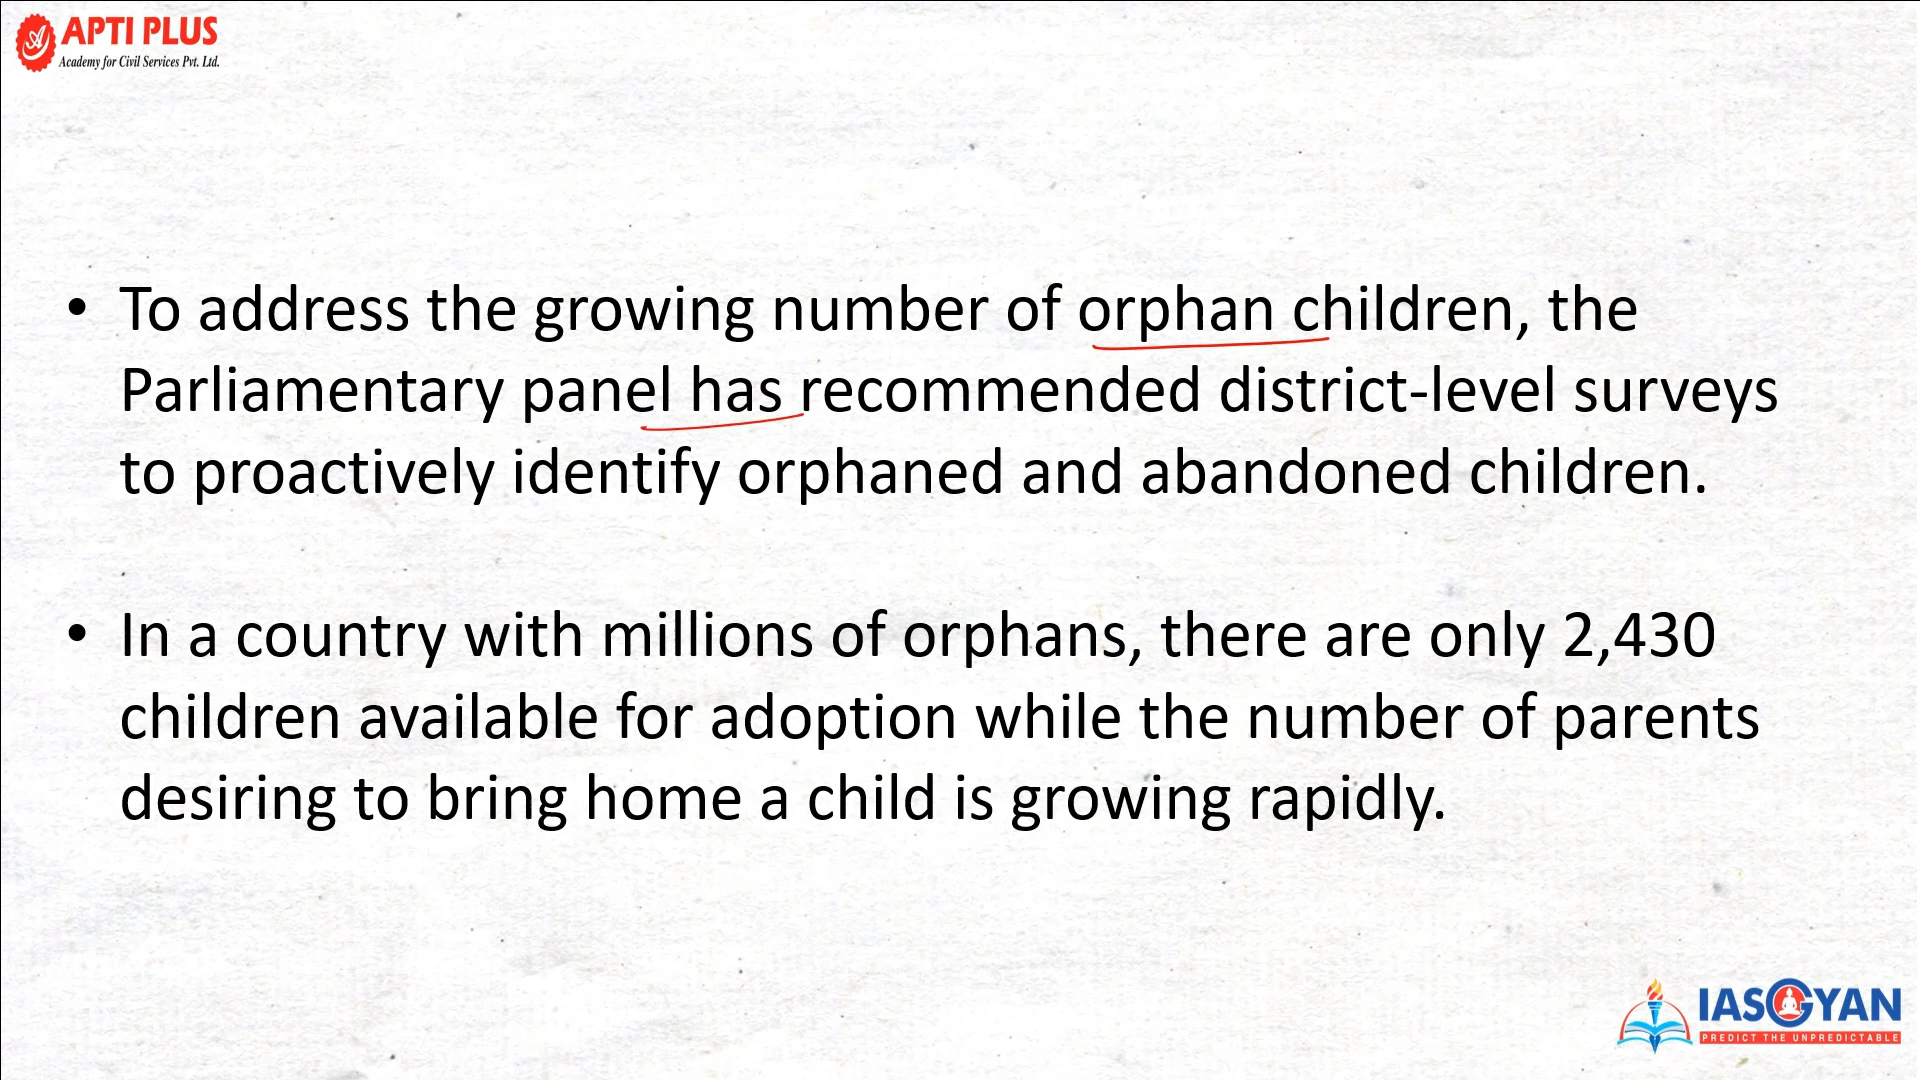 APTI PLUS
Academy for Civil Services Pvt. Ltd.
• To address the growing number of orphan children, the
Parliamentary panel has recommended district-level surveys
to proactively identify orphaned and abandoned children.
• In a country with millions of orphans, there are only 2,430
children available for adoption while the number of parents
desiring to bring home a child is growing rapidly.
IASGYAN
PREDICT THE UNPREDICTABLE